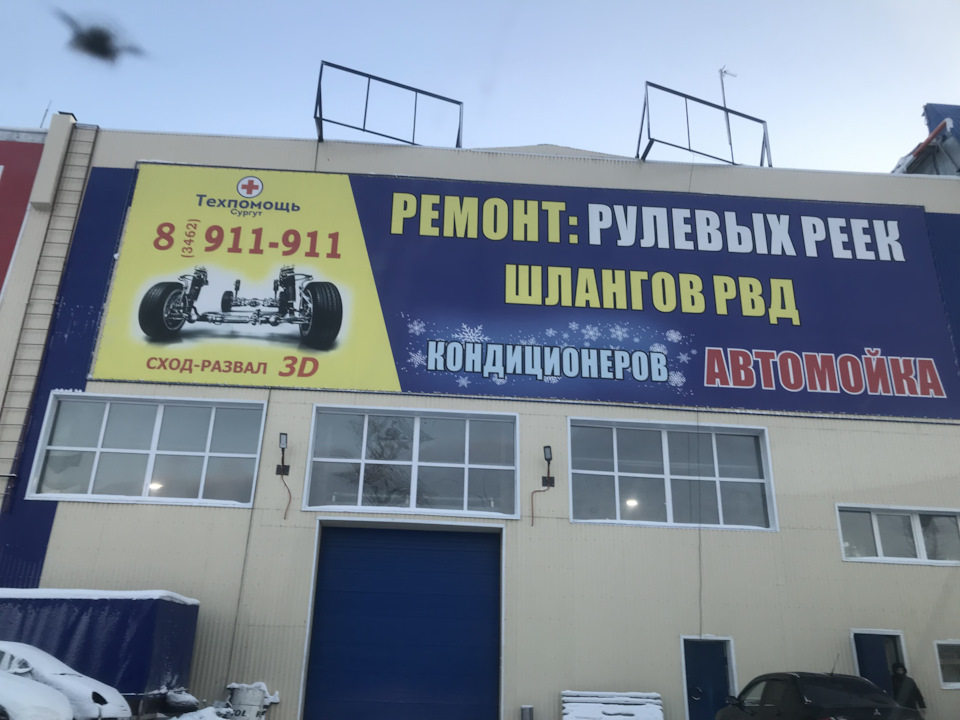 Техпомощь
Сургут
8 (3462) 911-911
СХОД-РАЗВАЛ 3D
РЕМОНТ: РУЛЕВЫХ РЕЕК
ШЛАНГОВ РВД
КОНДИЦИОНЕРОВ
АВТОМОЙКА